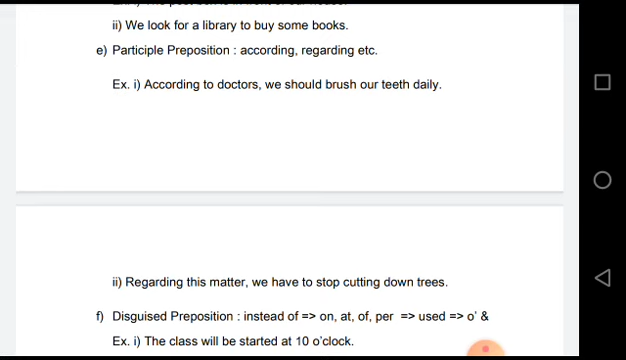 ii) We look for a library to buy some books.
e) Participle Preposition : according, regarding etc.
Ex. i) According to doctors, we should brush our teeth daily.
ii) Regarding this matter, we have to stop cutting down trees.
f) Disguised Preposition : instead of => on, at, of, per => used => o' &
Ex. i) The class will be started at 10 o'clock.